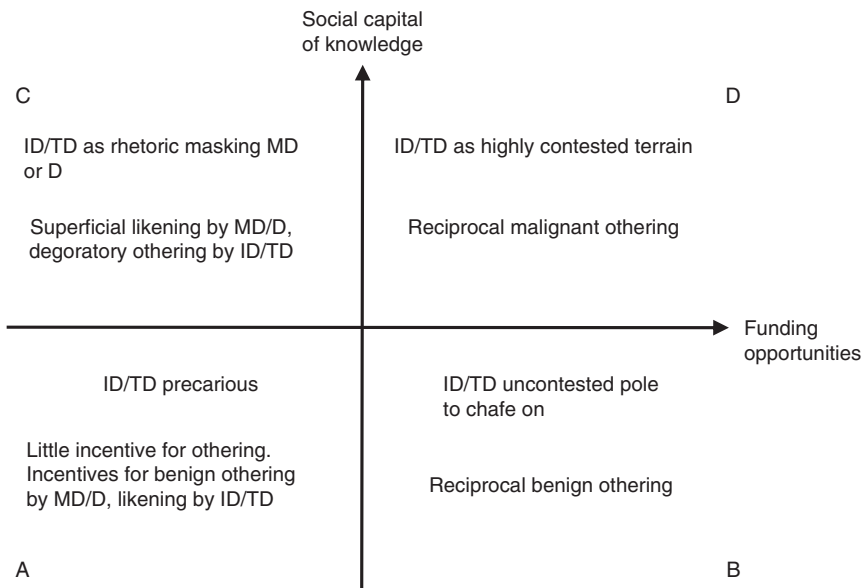 Social capital
of knowledge
C
D
ID/TD as rhetoric masking MD
or D
ID/TD as highly contested terrain
Superficial likening by MD/D,
degoratory othering by ID/TD
Reciprocal malignant othering
Funding
opportunities
ID/TD precarious
ID/TD uncontested pole
to chafe on
Little incentive for othering.
Incentives for benign othering
by MD/D, likening by ID/TD
Reciprocal benign othering
A
B